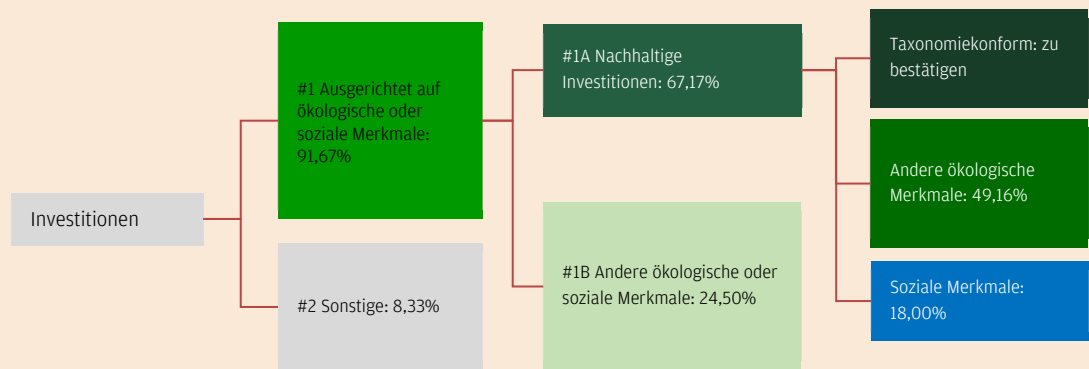 Investitionen
#1 Ausgerichtet auf
ökologische oder
soziale Merkmale:
91,67%
#2 Sonstige: 8,33%
#1A Nachhaltige
Investitionen: 67,17%
#1B Andere ökologische oder
soziale Merkmale: 24,50%
Taxonomiekonform: zu
bestätigen
Andere ökologische
Merkmale: 49,16%
Soziale Merkmale:
18,00%